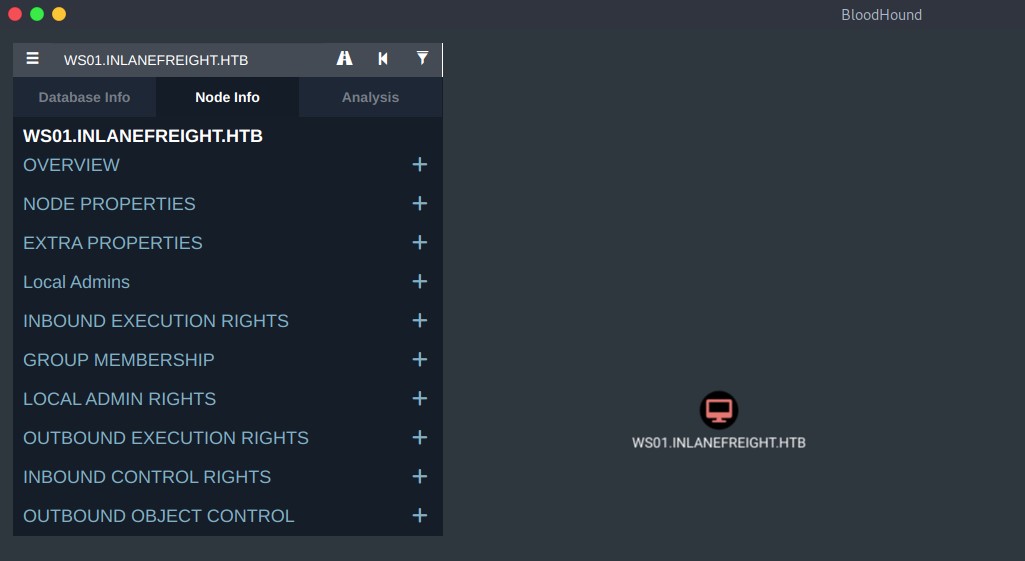 BloodHound
WS01.INLANEFREIGHT.HTB
Database Info
Node Info
Analysis
WS01.INLANEFREIGHT.HTB
OVERVIEW
NODE PROPERTIES
EXTRA PROPERTIES
Local Admins
INBOUND EXECUTION RIGHTS
GROUP MEMBERSHIP
LOCAL ADMIN RIGHTS
OUTBOUND EXECUTION RIGHTS
INBOUND CONTROL RIGHTS
OUTBOUND OBJECT CONTROL
WS01.INLANEFREIGHT.HTB